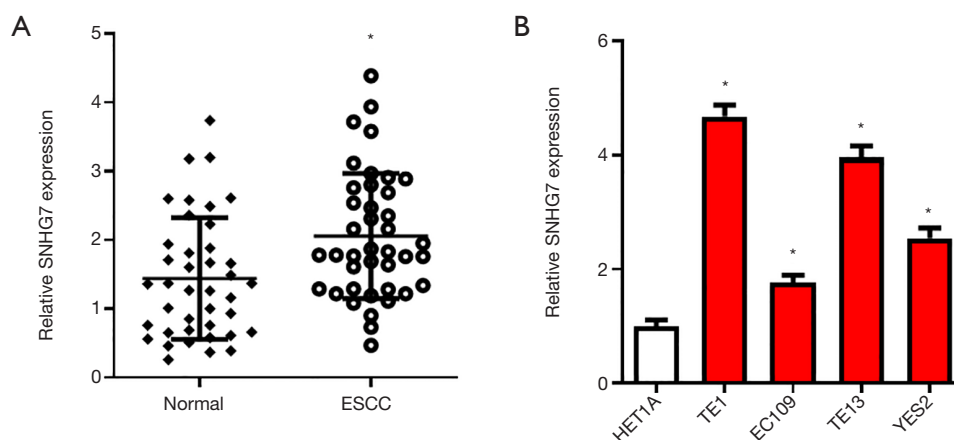 A
B
Relative SNHG7 expression
5
4
3
2
1
0
*
Normal
ESCC
Relative SNHG7 expression
6
4
2
0
*
*
*
*
HET1A
TE1
EC109
TE13
YES2